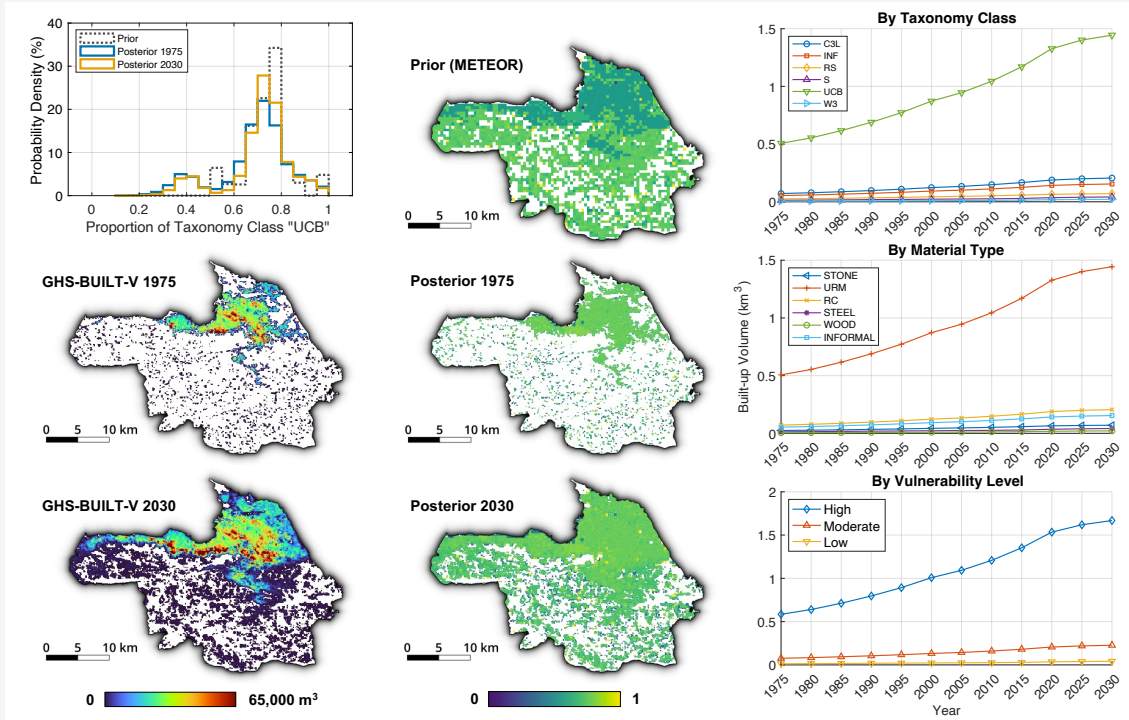 40
30
20
10
0
Probability Density (%)
Prior
Posterior 1975
Posterior 2030
0 0.2 0.4 0.6 0.8 1
Proportion of Taxonomy Class "UCB"
Prior (METEOR)
0 5 10 km
GHS-BUILT-V 1975
0 5 10 km
Posterior 1975
0 5 10 km
GHS-BUILT-V 2030
0 5 10 km
Posterior 2030
0 5 10 km
0 65,000 m³
0 1
By Taxonomy Class
1.5
1
0.5
0
C3L
INF
RS
S
UCB
W3
1975 1980 1985 1990 1995 2000 2005 2010 2015 2020 2025 2030
By Material Type
Built-up Volume (km³)
1.5
1
0.5
0
STONE
URM
RC
STEEL
WOOD
INFORMAL
1975 1980 1985 1990 1995 2000 2005 2010 2015 2020 2025 2030
By Vulnerability Level
2
1.5
1
0.5
0
High
Moderate
Low
1975 1980 1985 1990 1995 2000 2005 2010 2015 2020 2025 2030
Year